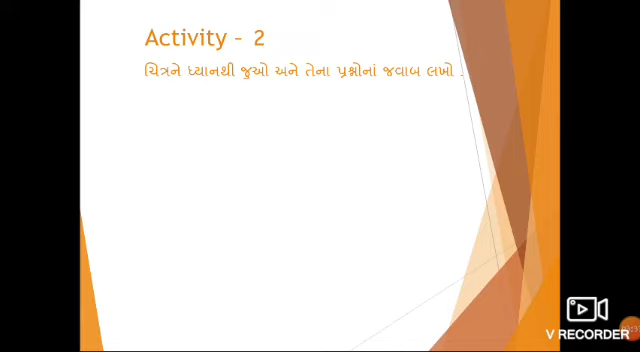 Activity – 2
ચિત્રને ધ્યાનથી જુઓ અને તેના પ્રશ્નોનાં જવાબ લખો .
V RECORDER